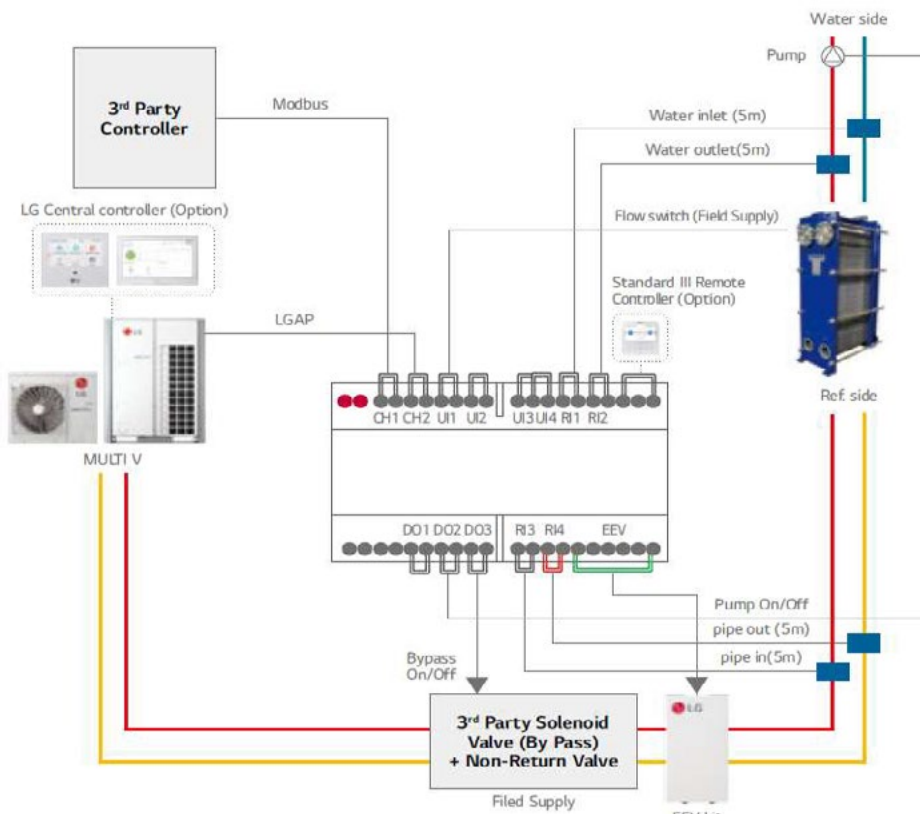 Water side
Pump
3rd Party
Controller
Modbus
Water inlet (5m)
Water outlet(5m)
LG Central controller (Option)
Flow switch (Field Supply)
Standard III Remote
Controller (Option)
LGAP
LG
LG
CH1 CH2 UI1 UI2 UI3 UI4 RI1 RI2
Ref. side
MULTI V
DO1 DO2 DO3 RI3 RI4 EEV
Pump On/Off
pipe out (5m)
pipe in(5m)
Bypass
On/Off
3rd Party Solenoid
Valve (By Pass)
+ Non-Return Valve
LG
Filed Supply